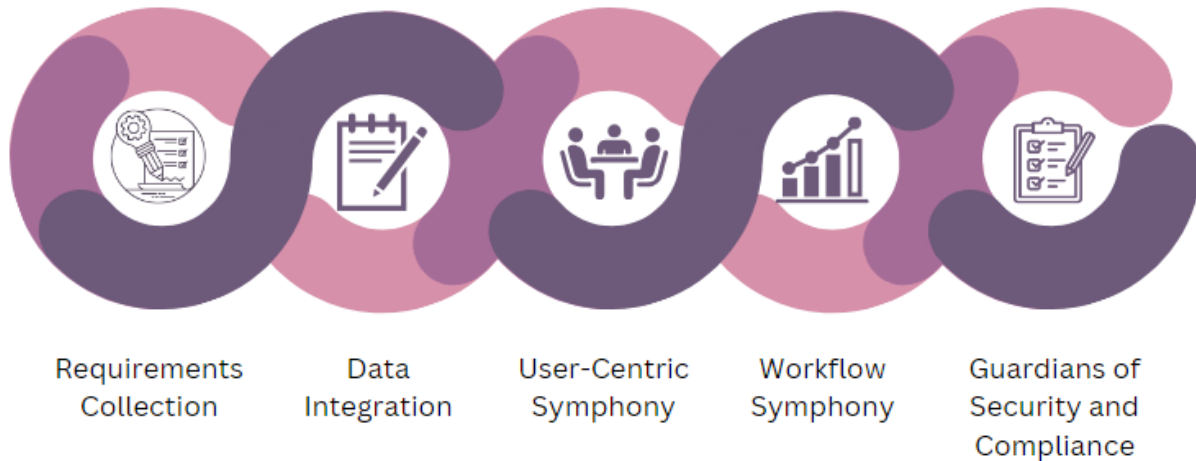 Requirements
Collection
Data
Integration
User-Centric
Symphony
Workflow
Symphony
Guardians of
Security and
Compliance